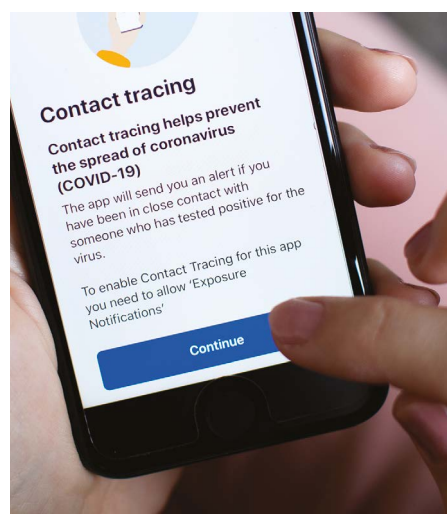 Contact tracing
Contact tracing helps prevent
the spread of coronavirus
(COVID-19)
The app will send you an alert if you
have been in close contact with
someone who has tested positive for the
virus.
To enable Contact Tracing for this app
you need to allow ‘Exposure
Notifications’
Continue